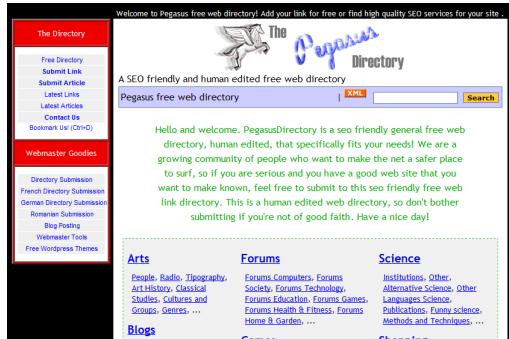 Welcome to Pegasus free web directory! Add your link for free or find high quality SEO services for your site .
The Directory
Free Directory
Submit Link
Submit Article
Latest Links
Latest Articles
Contact Us
Bookmark Us! (Ctrl+D)
Webmaster Goodies
Directory Submission
French Directory Submission
German Directory Submission
Romanian Submission
Blog Posting
Webmaster Tools
Free Wordpress Themes
The
Pegasus
Directory
A SEO friendly and human edited free web directory
Pegasus free web directory | XML Search
Hello and welcome. PegasusDirectory is a seo friendly general free web
directory, human edited, that specifically fits your needs! We are a
growing community of people who want to make the net a safer place
to surf, so if you are serious and you have a good web site that you
want to make known, feel free to submit to this seo friendly free web
link directory. This is a human edited web directory, so don't bother
submitting if you're not of good faith. Have a nice day!
Arts
People, Radio, Tipography,
Art History, Classical
Studies, Cultures and
Groups, Genres, ...
Blogs
Forums
Forums Computers, Forums
Society, Forums Technology,
Forums Education, Forums Games,
Forums Health & Fitness, Forums
Home & Garden, ...
Science
Institutions, Other,
Alternative Science, Other
Languages Science,
Publications, Funny science,
Methods and Techniques, ...